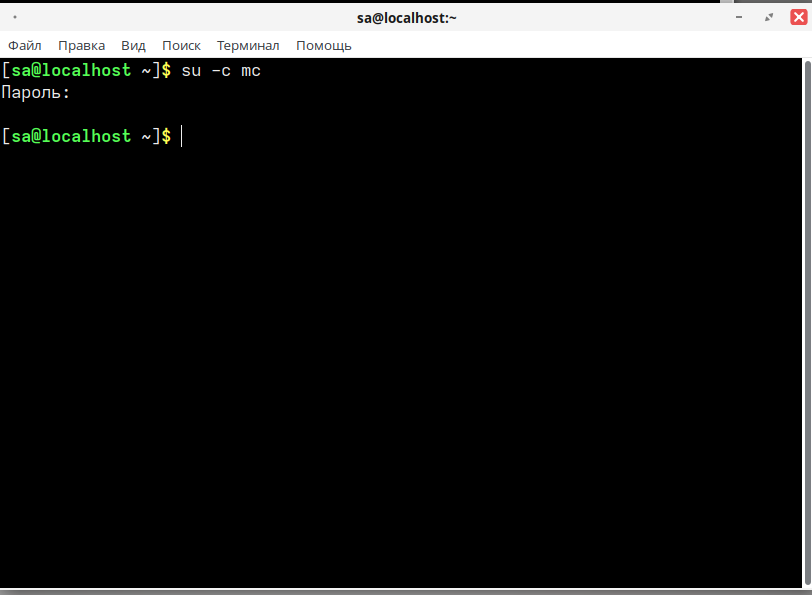 sa@localhost:~
Файл Правка Вид Поиск Терминал Помощь
[sa@localhost ~]$ su -c mc
Пароль:
[sa@localhost ~]$